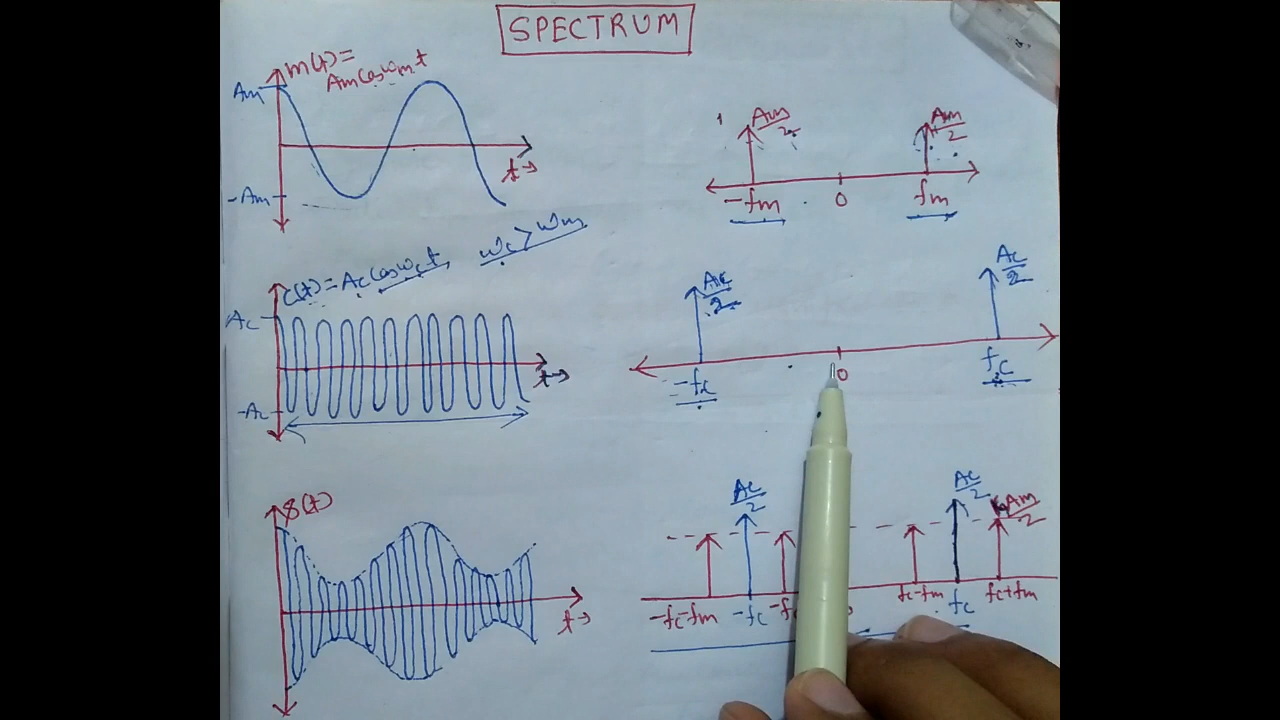 SPECTRUM
m(t)=
Am cos ωm t
Am
-Am
t→
Am/2
Am/2
-fm
0
fm
c(t)=Ac cos ωc t, ωc > ωm
Ac
-Ac
t→
Ac/2
Ac/2
-fc
0
fc
s(t)
t→
Ac/2
Ac/2
Am/2
-fc-fm
-fc
fc-fm
fc
fc+fm